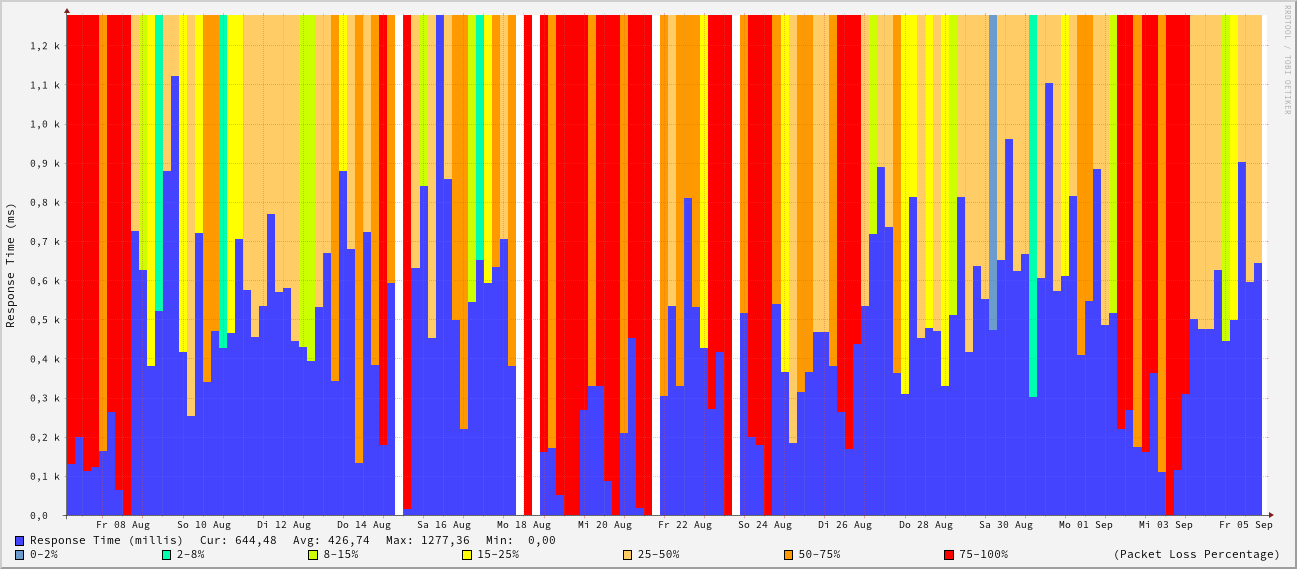 RRDTOOL / TOBI OETIKER
Response Time (ms)
1,2 k
1,1 k
1,0 k
0,9 k
0,8 k
0,7 k
0,6 k
0,5 k
0,4 k
0,3 k
0,2 k
0,1 k
0,0
Fr 08 Aug So 10 Aug Di 12 Aug Do 14 Aug Sa 16 Aug Mo 18 Aug Mi 20 Aug Fr 22 Aug So 24 Aug Di 26 Aug Do 28 Aug Sa 30 Aug Mo 01 Sep Mi 03 Sep Fr 05 Sep
Response Time (millis) Cur: 644,48 Avg: 426,74 Max: 1277,36 Min: 0,00
0-2% 2-8% 8-15% 15-25% 25-50% 50-75% 75-100% (Packet Loss Percentage)